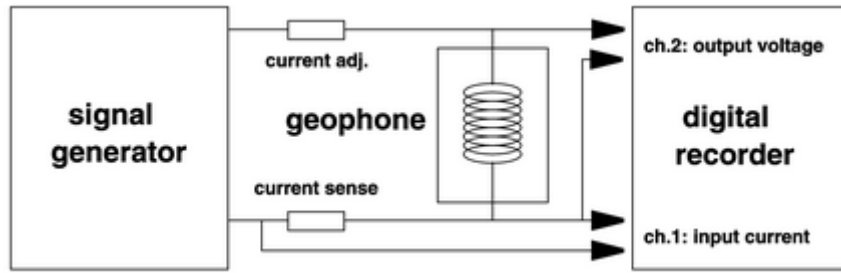 signal
generator
current adj.
geophone
current sense
ch.2: output voltage
digital
recorder
ch.1: input current